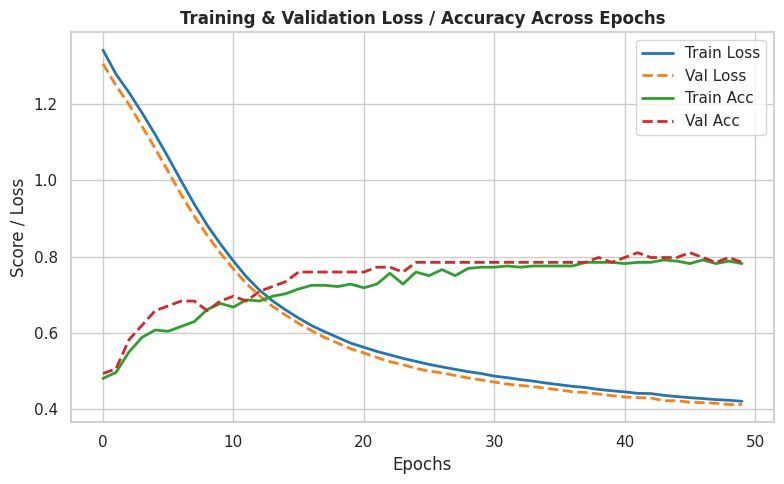 Training & Validation Loss / Accuracy Across Epochs
Train Loss
Val Loss
Train Acc
Val Acc
1.2
1.0
0.8
0.6
0.4
Score / Loss
0 10 20 30 40 50
Epochs